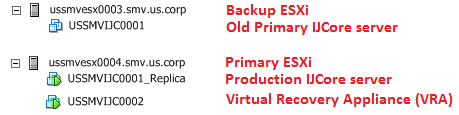 ussmvesx0003.smv.us.corp Backup ESXi
USSMVIJC0001 Old Primary IJCore server
ussmvesx0004.smv.us.corp Primary ESXi
USSMVIJC0001_Replica Production IJCore server
USSMVIJC0002 Virtual Recovery Appliance (VRA)